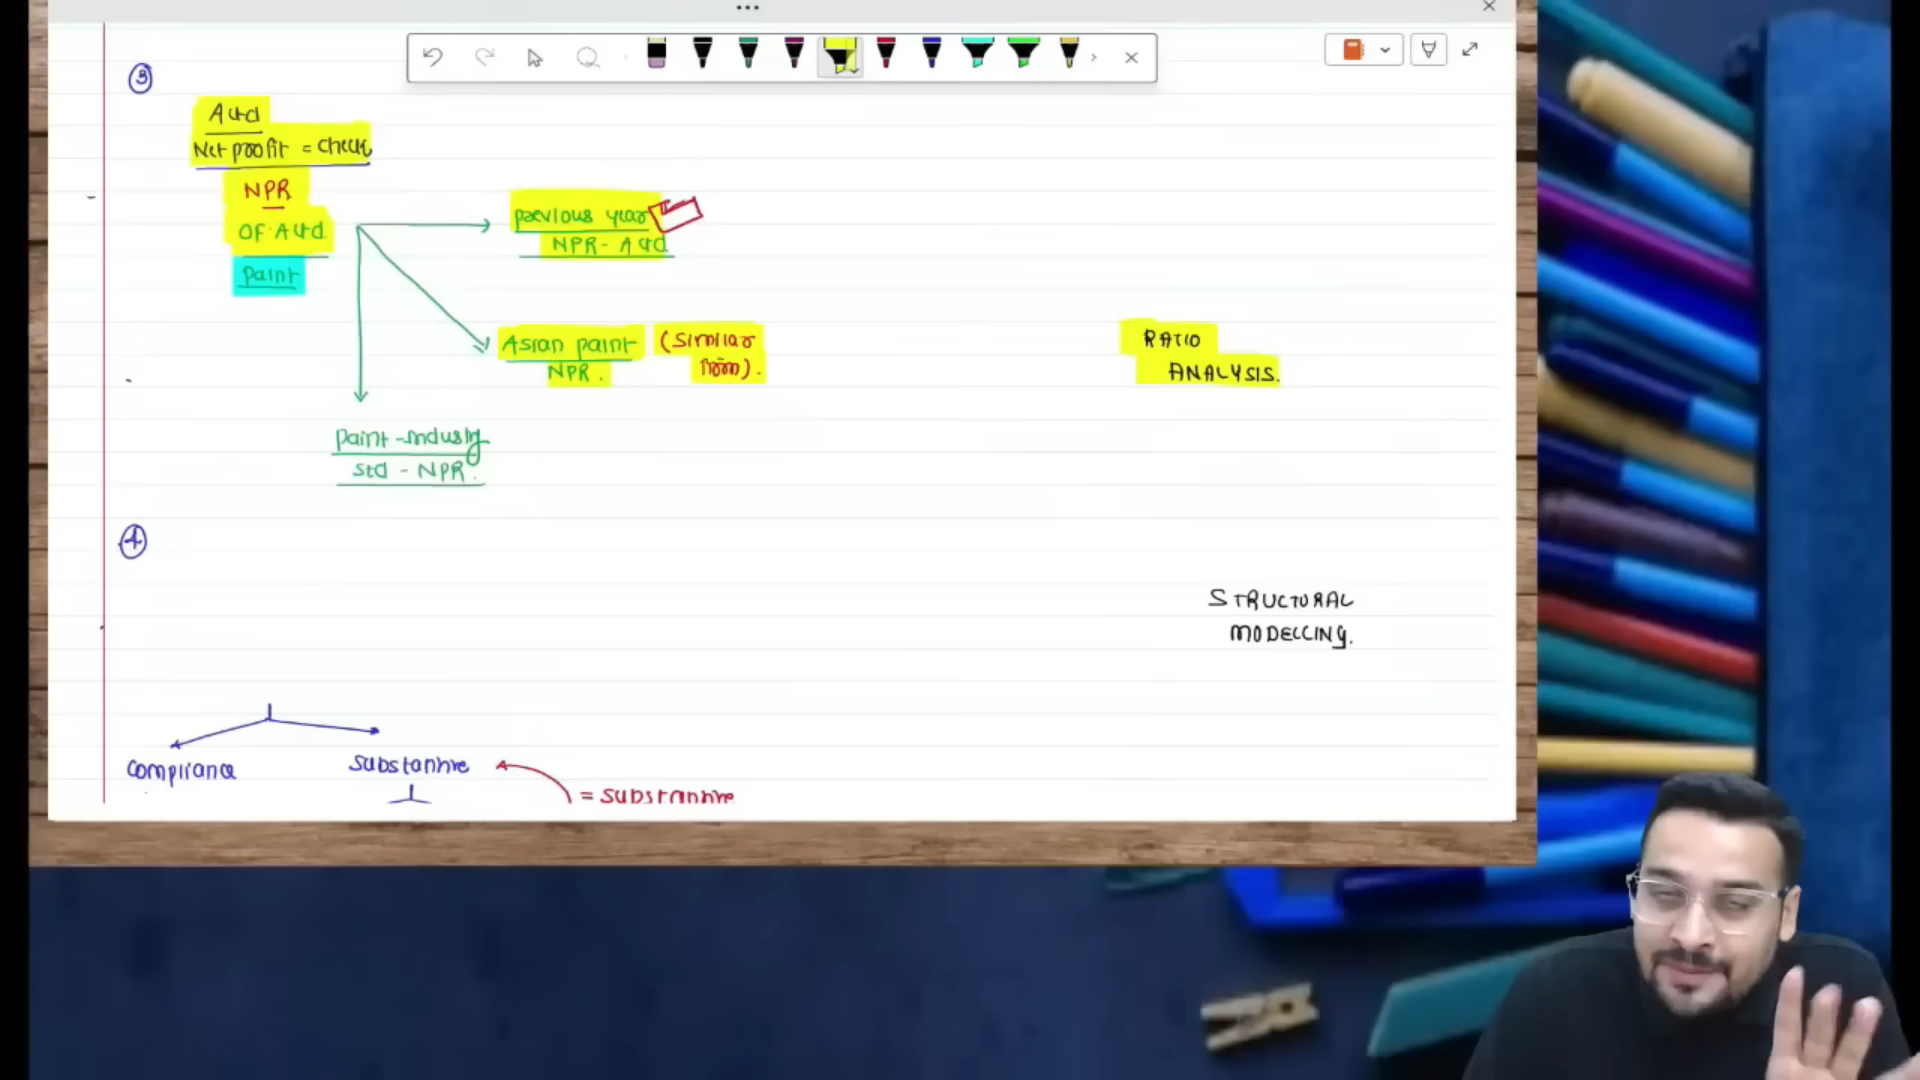 3
A Ltd
Net profit = check
NPR
OF A Ltd.
paint
previous year
NPR - A Ltd
Asian paint (similar
firm).
NPR.
RATIO
ANALYSIS.
paint-industry
std - NPR.
4
STRUCTURAL
MODELLING.
compliance
substantive
= substantive